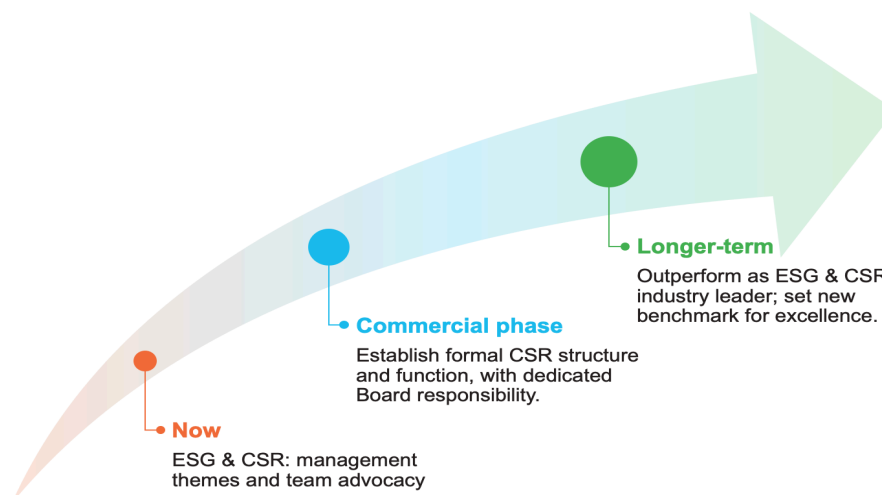 Longer-term
Outperform as ESG & CSR
industry leader; set new
benchmark for excellence.
Commercial phase
Establish formal CSR structure
and function, with dedicated
Board responsibility.
Now
ESG & CSR: management
themes and team advocacy